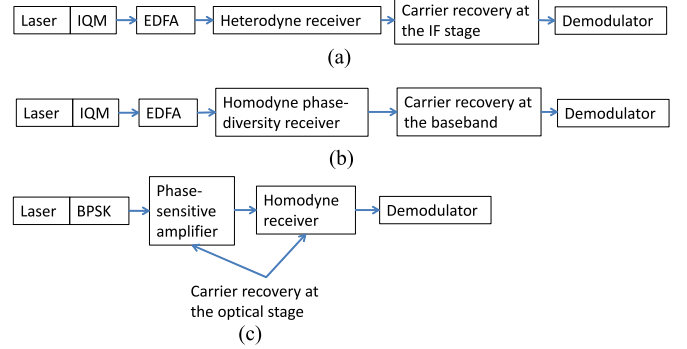 Laser IQM EDFA Heterodyne receiver Carrier recovery at the IF stage Demodulator
(a)
Laser IQM EDFA Homodyne phase-diversity receiver Carrier recovery at the baseband Demodulator
(b)
Laser BPSK Phase-sensitive amplifier Homodyne receiver Demodulator
Carrier recovery at
the optical stage
(c)